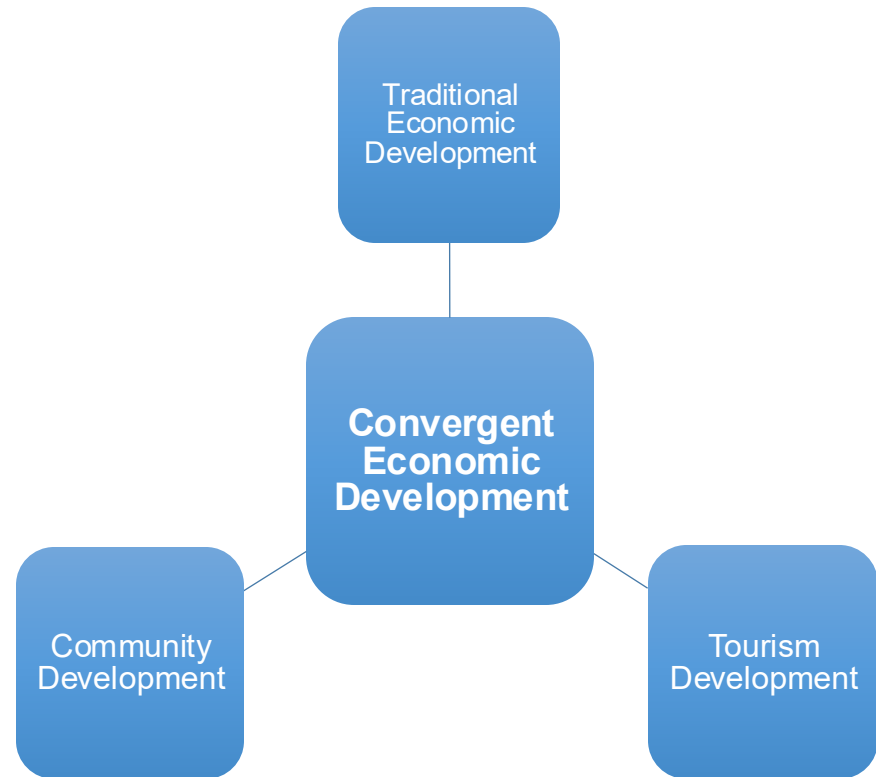 Traditional
Economic
Development
Convergent
Economic
Development
Community
Development
Tourism
Development